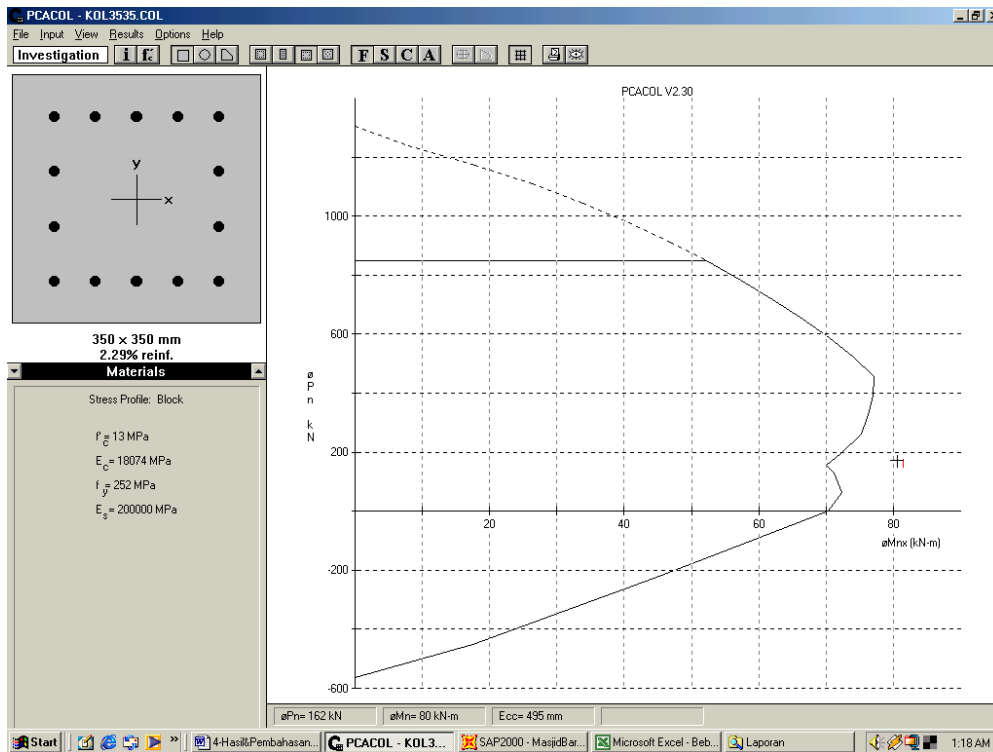 PCACOL - KOL3535.COL
File Input View Results Options Help
Investigation i f'c F S C A
PCACOL V2.30
y
x
350 x 350 mm
2.29% reinf.
Materials
Stress Profile: Block
f'c = 13 MPa
Ec = 18074 MPa
fy = 252 MPa
Es = 200000 MPa
1000
600
200
-200
-600
øPn kN
20 40 60 80
øMnx (kN-m)
1
øPn= 162 kN øMn= 80 kN-m Ecc= 495 mm
Start » 4-Hasil&Pembahasan... PCACOL - KOL3... SAP2000 - MasjidBar... Microsoft Excel - Beb... Laporan 1:18 AM